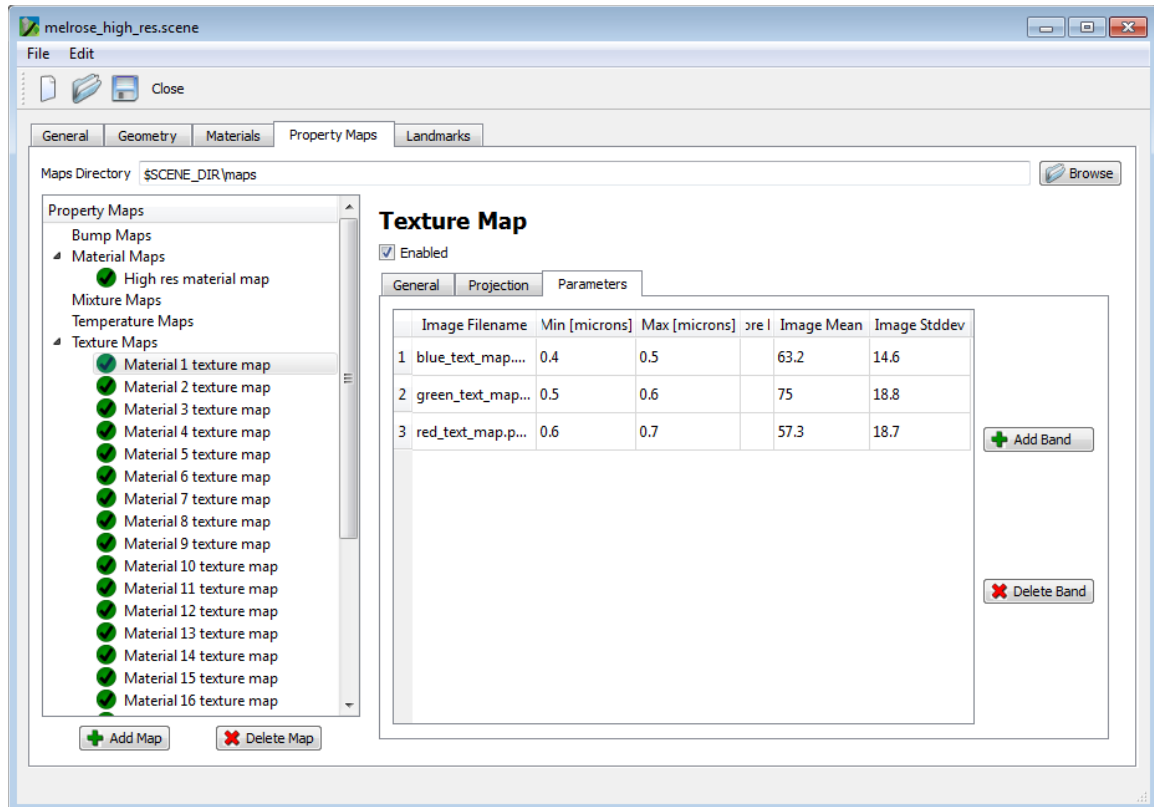 melrose_high_res.scene
File Edit
Close
General Geometry Materials Property Maps Landmarks
Maps Directory $SCENE_DIR\maps Browse
Property Maps
Bump Maps
Material Maps
High res material map
Mixture Maps
Temperature Maps
Texture Maps
Material 1 texture map
Material 2 texture map
Material 3 texture map
Material 4 texture map
Material 5 texture map
Material 6 texture map
Material 7 texture map
Material 8 texture map
Material 9 texture map
Material 10 texture map
Material 11 texture map
Material 12 texture map
Material 13 texture map
Material 14 texture map
Material 15 texture map
Material 16 texture map
Add Map Delete Map
Texture Map
Enabled
General Projection Parameters
Image Filename Min [microns] Max [microns] Image Mean Image Stddev
1 blue_text_map.... 0.4 0.5 63.2 14.6
2 green_text_map... 0.5 0.6 75 18.8
3 red_text_map.p... 0.6 0.7 57.3 18.7
Add Band
Delete Band